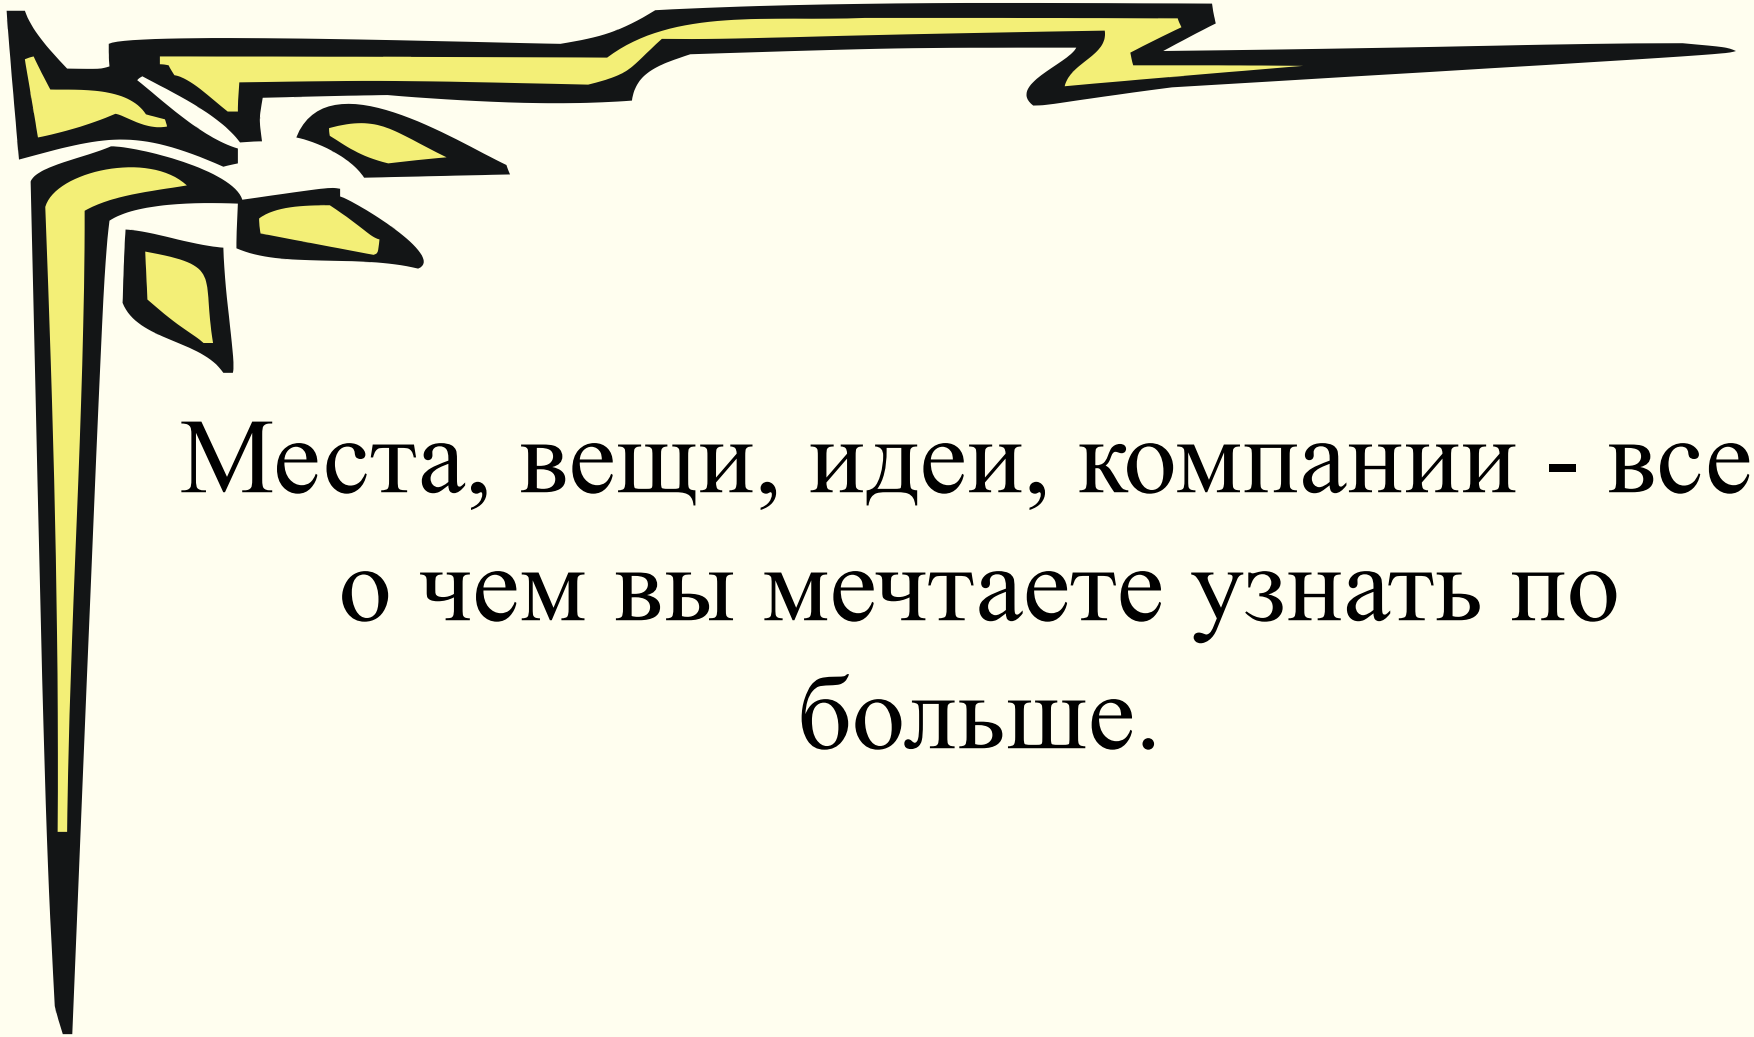 Места, вещи, идеи, компании - все
о чем вы мечтаете узнать по
больше.